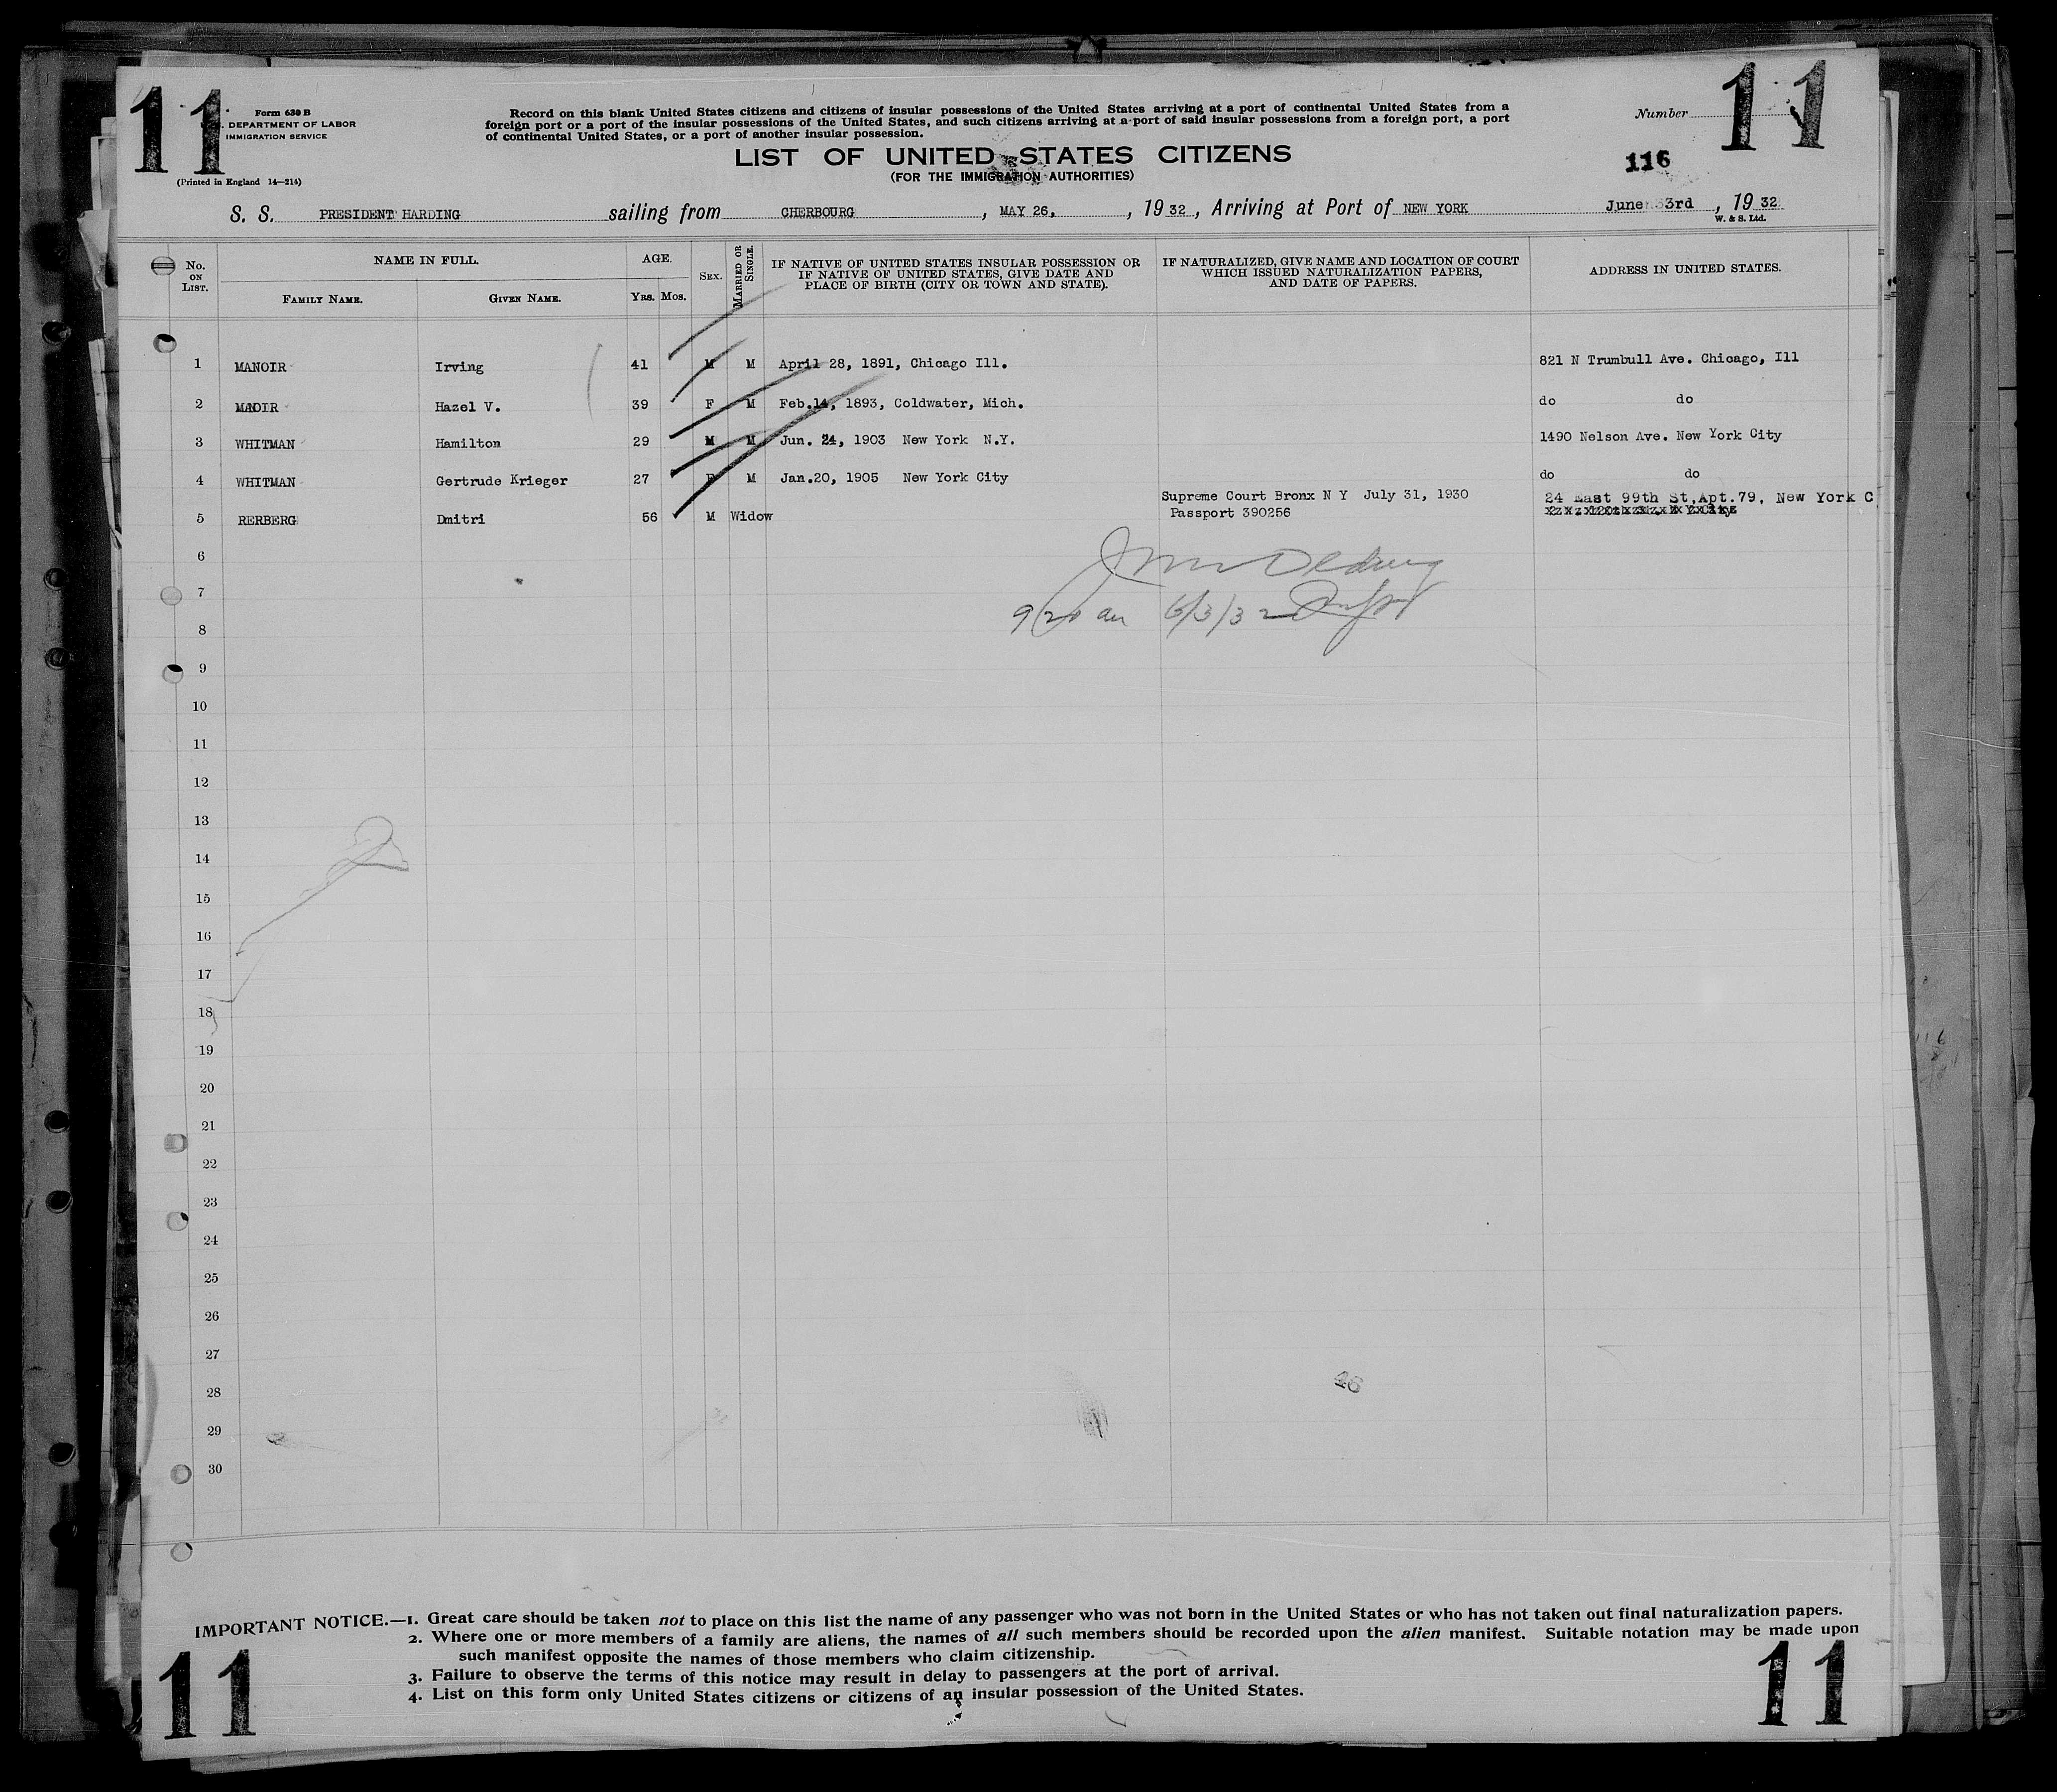 11 11
Form 630 B
DEPARTMENT OF LABOR
IMMIGRATION SERVICE
(Printed in England 14—214)
Record on this blank United States citizens and citizens of insular possessions of the United States arriving at a port of continental United States from a
foreign port or a port of the insular possessions of the United States, and such citizens arriving at a port of said insular possessions from a foreign port, a port
of continental United States, or a port of another insular possession.
Number
116
LIST OF UNITED STATES CITIZENS
(FOR THE IMMIGRATION AUTHORITIES)
S. S. PRESIDENT HARDING sailing from CHERBOURG, MAY 26, , 1932, Arriving at Port of NEW YORK June 3rd, 1932
W. & S. Ltd.
No. ON LIST. NAME IN FULL. FAMILY NAME. GIVEN NAME. AGE. YRS. MOS. SEX. MARRIED OR SINGLE. IF NATIVE OF UNITED STATES INSULAR POSSESSION OR IF NATIVE OF UNITED STATES, GIVE DATE AND PLACE OF BIRTH (CITY OR TOWN AND STATE). IF NATURALIZED, GIVE NAME AND LOCATION OF COURT WHICH ISSUED NATURALIZATION PAPERS, AND DATE OF PAPERS. ADDRESS IN UNITED STATES.
1 MANOIR Irving 41 M M April 28, 1891, Chicago Ill. 821 N Trumbull Ave. Chicago, Ill
2 MADIR Hazel V. 39 F M Feb.14, 1893, Coldwater, Mich. do do
3 WHITMAN Hamilton 29 M M Jun. 24, 1903 New York N.Y. 1490 Nelson Ave. New York City
4 WHITMAN Gertrude Krieger 27 F M Jan.20, 1905 New York City do do
Supreme Court Bronx N Y July 31, 1930 24 East 99th St,Apt.79, New York C
5 RERBERG Dmitri 56 M Widow Passport 390256
6
7
9/20 am 6/3/32
8
9
10
11
12
13
14
15
16
17
18
19
20
21
22
23
24
25
26
27
28
46
29
30
IMPORTANT NOTICE.—1. Great care should be taken not to place on this list the name of any passenger who was not born in the United States or who has not taken out final naturalization papers.
2. Where one or more members of a family are aliens, the names of all such members should be recorded upon the alien manifest. Suitable notation may be made upon
such manifest opposite the names of those members who claim citizenship.
3. Failure to observe the terms of this notice may result in delay to passengers at the port of arrival.
4. List on this form only United States citizens or citizens of an insular possession of the United States.
11 11